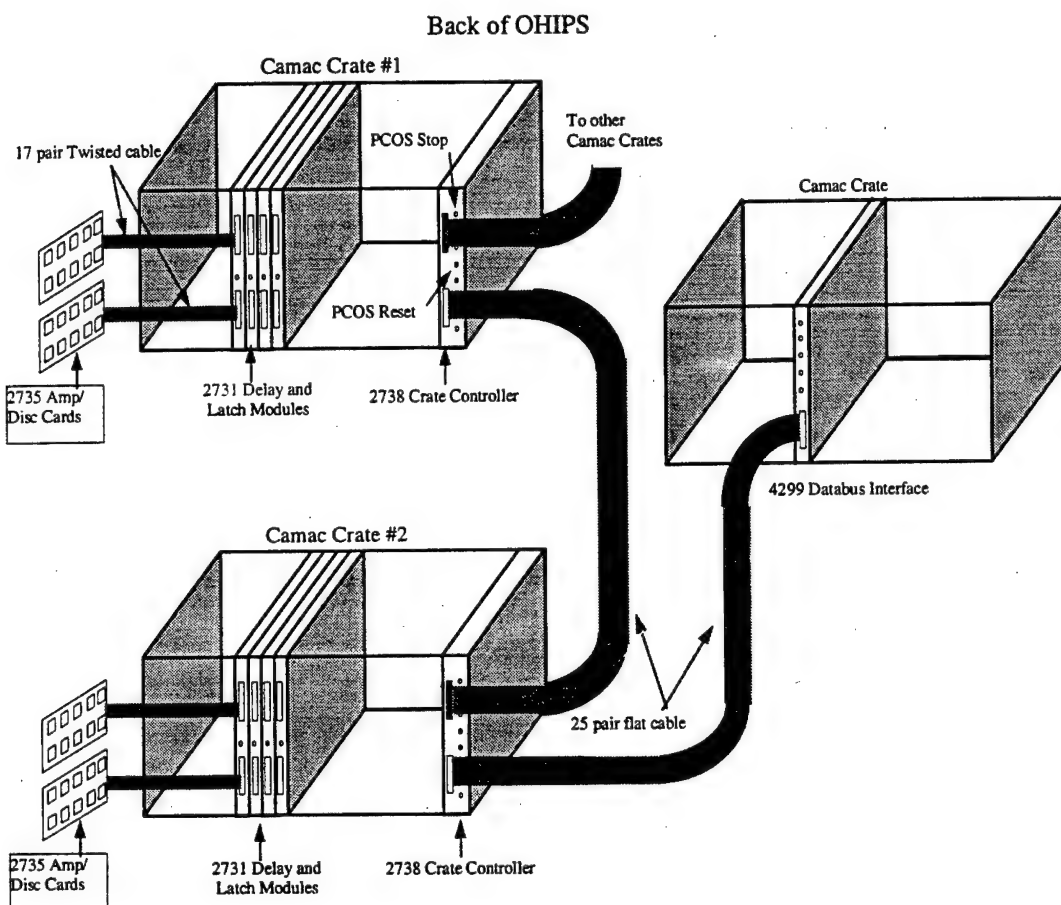 Back of OHIPS
Camac Crate #1
To other
Camac Crates
PCOS Stop
17 pair Twisted cable
Camac Crate
PCOS Reset
2735 Amp/
Disc Cards
2731 Delay and
Latch Modules
2738 Crate Controller
4299 Databus Interface
Camac Crate #2
25 pair flat cable
2735 Amp/
Disc Cards
2731 Delay and
Latch Modules
2738 Crate Controller